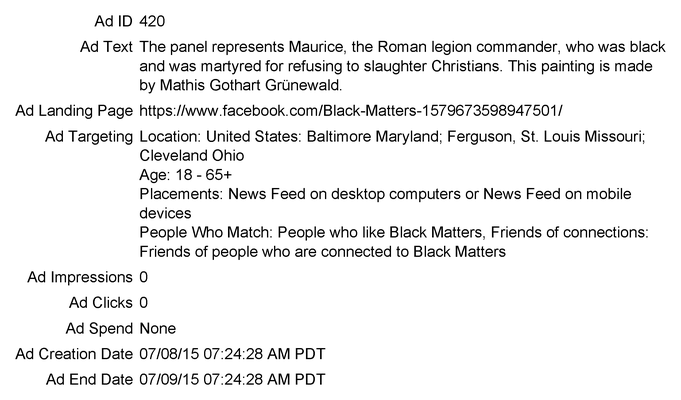 Ad ID 420
Ad Text The panel represents Maurice, the Roman legion commander, who was black
and was martyred for refusing to slaughter Christians. This painting is made
by Mathis Gothart Grünewald.
Ad Landing Page https://www.facebook.com/Black-Matters-1579673598947501/
Ad Targeting Location: United States: Baltimore Maryland; Ferguson, St. Louis Missouri;
Cleveland Ohio
Age: 18 - 65+
Placements: News Feed on desktop computers or News Feed on mobile
devices
People Who Match: People who like Black Matters, Friends of connections:
Friends of people who are connected to Black Matters
Ad Impressions 0
Ad Clicks 0
Ad Spend None
Ad Creation Date 07/08/15 07:24:28 AM PDT
Ad End Date 07/09/15 07:24:28 AM PDT